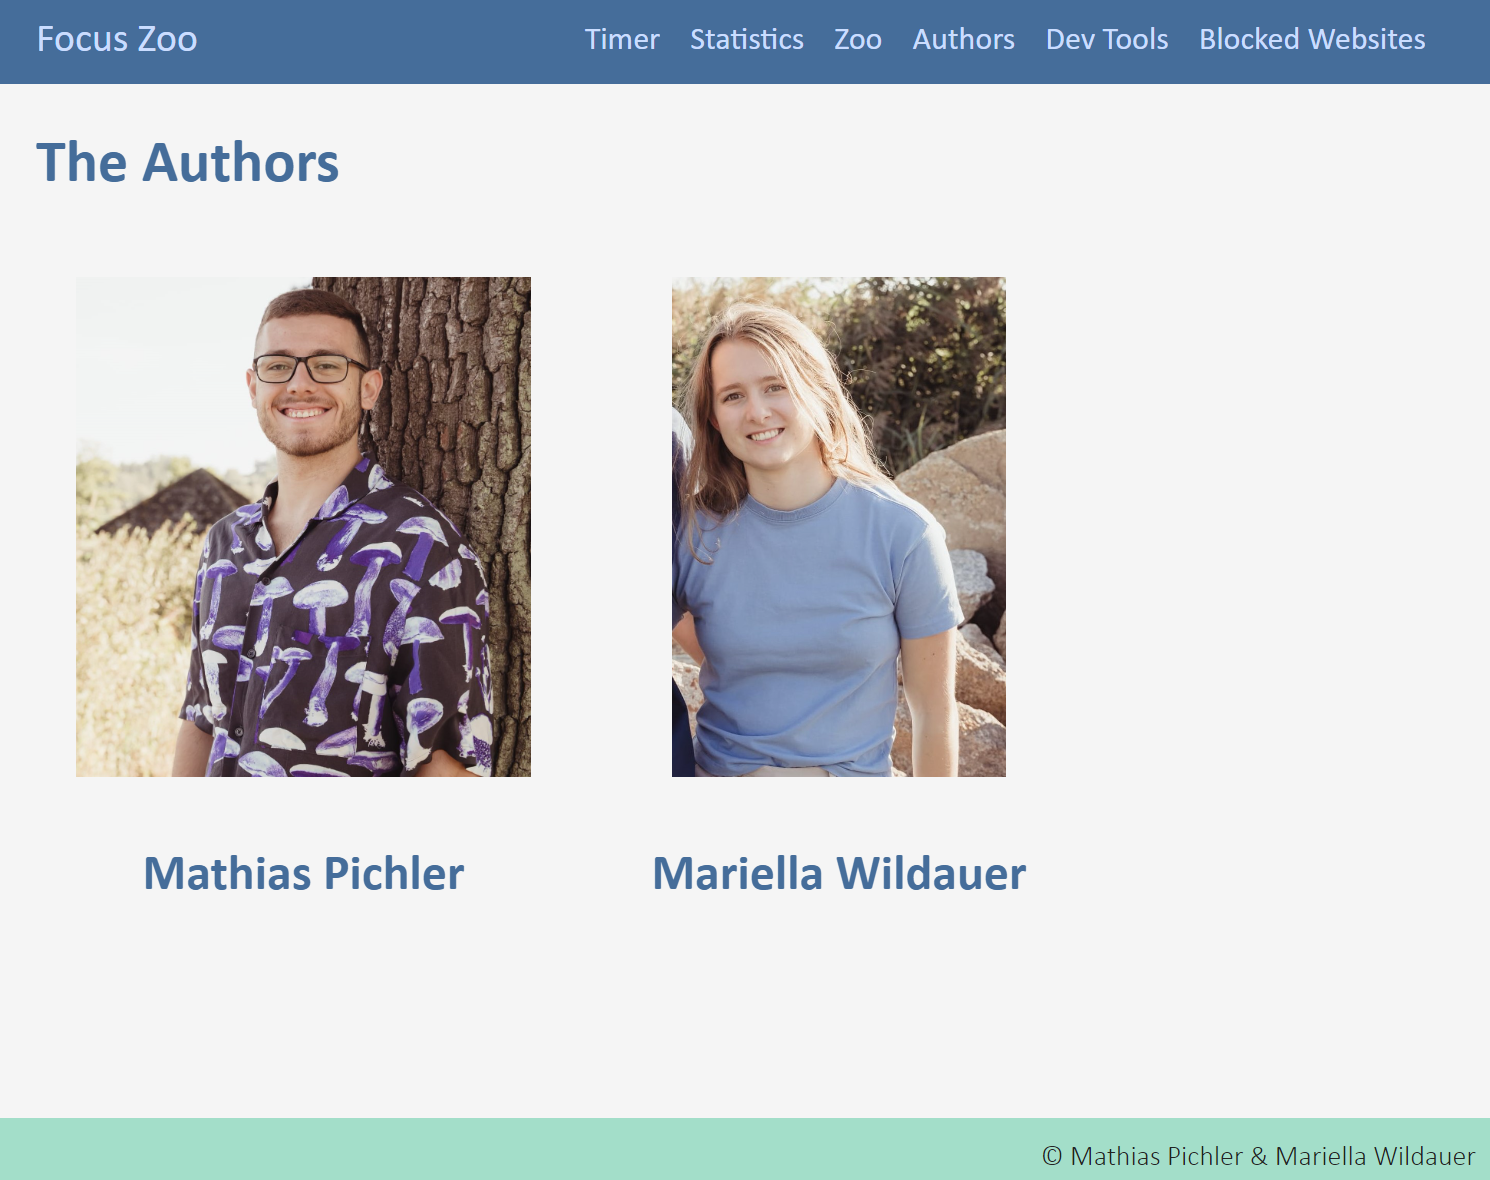 Focus Zoo Timer Statistics Zoo Authors Dev Tools Blocked Websites
The Authors
Mathias Pichler Mariella Wildauer
© Mathias Pichler & Mariella Wildauer